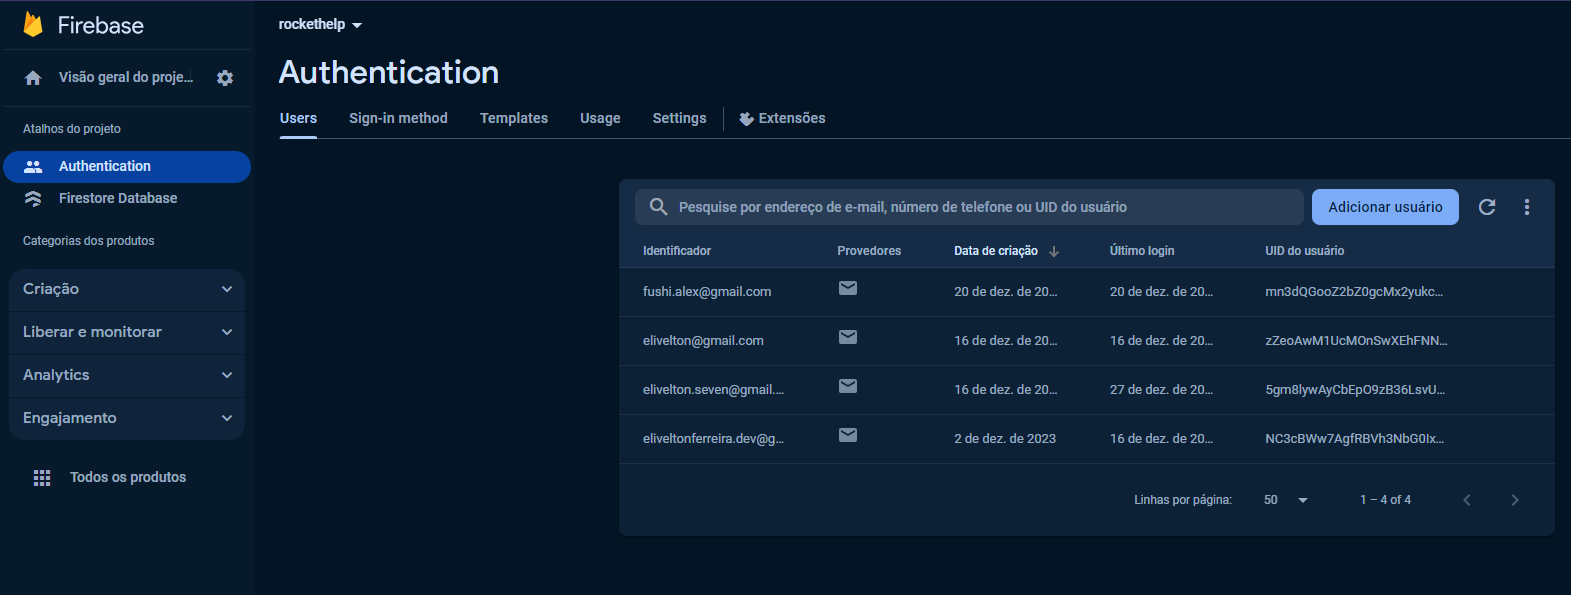 Firebase
Visão geral do proje...
Atalhos do projeto
Authentication
Firestore Database
Categorias dos produtos
Criação
Liberar e monitorar
Analytics
Engajamento
Todos os produtos
rockethelp
Authentication
Users Sign-in method Templates Usage Settings Extensões
Pesquise por endereço de e-mail, número de telefone ou UID do usuário Adicionar usuário
Identificador Provedores Data de criação Último login UID do usuário
fushi.alex@gmail.com 20 de dez. de 20... 20 de dez. de 20... mn3dQGooZ2bZ0gcMx2yukc...
elivelton@gmail.com 16 de dez. de 20... 16 de dez. de 20... zZeoAwM1UcMOnSwXEhFNN...
elivelton.seven@gmail.... 16 de dez. de 20... 27 de dez. de 20... 5gm8lywAyCbEpO9zB36LsvU...
eliveltonferreira.dev@g... 2 de dez. de 2023 16 de dez. de 20... NC3cBWw7AgfRBVh3NbG0Ix...
Linhas por página: 50 1 – 4 of 4